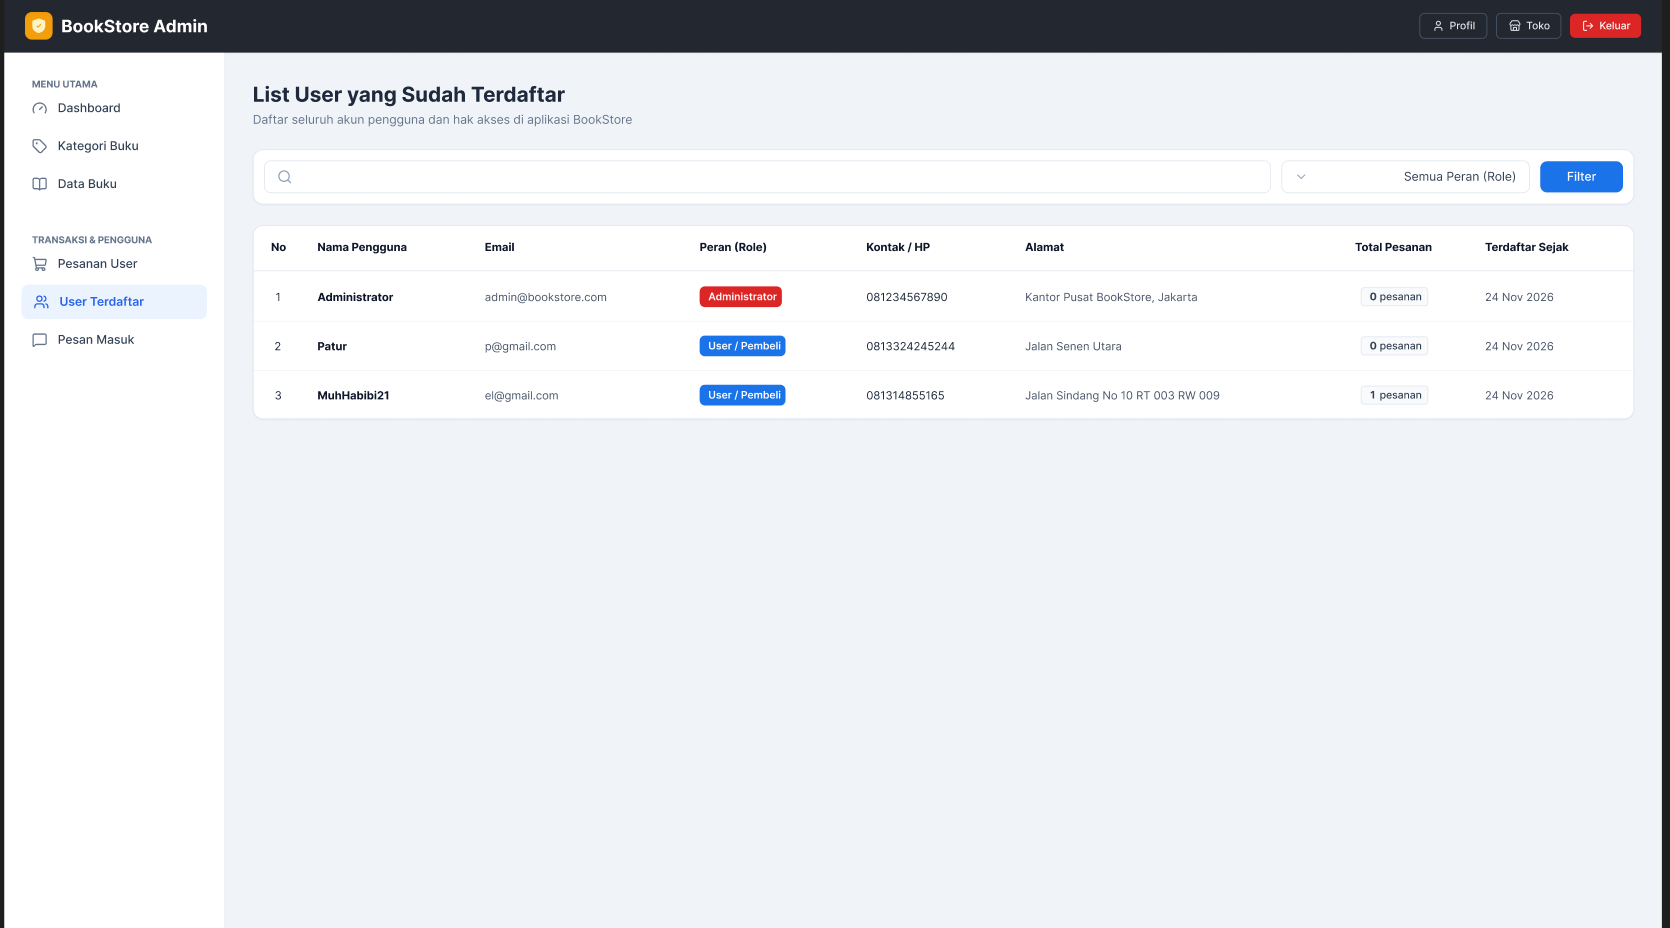 BookStore Admin
Profil
Toko
Keluar
MENU UTAMA
Dashboard
Kategori Buku
Data Buku
TRANSAKSI & PENGGUNA
Pesanan User
User Terdaftar
Pesan Masuk
List User yang Sudah Terdaftar
Daftar seluruh akun pengguna dan hak akses di aplikasi BookStore
Semua Peran (Role)
Filter
No Nama Pengguna Email Peran (Role) Kontak / HP Alamat Total Pesanan Terdaftar Sejak
1 Administrator admin@bookstore.com Administrator 081234567890 Kantor Pusat BookStore, Jakarta 0 pesanan 24 Nov 2026
2 Patur p@gmail.com User / Pembeli 0813324245244 Jalan Senen Utara 0 pesanan 24 Nov 2026
3 MuhHabibi21 el@gmail.com User / Pembeli 081314855165 Jalan Sindang No 10 RT 003 RW 009 1 pesanan 24 Nov 2026